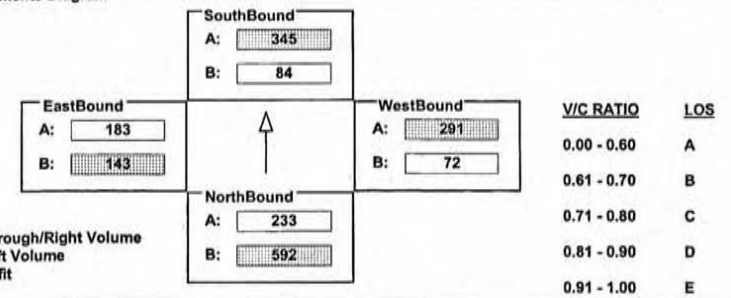 SouthBound
A: 345
B: 84
EastBound
A: 183
B: 143
WestBound
A: 291
B: 72
NorthBound
A: 233
B: 592
V/C RATIO LOS
0.00 - 0.60 A
0.61 - 0.70 B
0.71 - 0.80 C
0.81 - 0.90 D
0.91 - 1.00 E
rough/Right Volume
ft Volume
fit